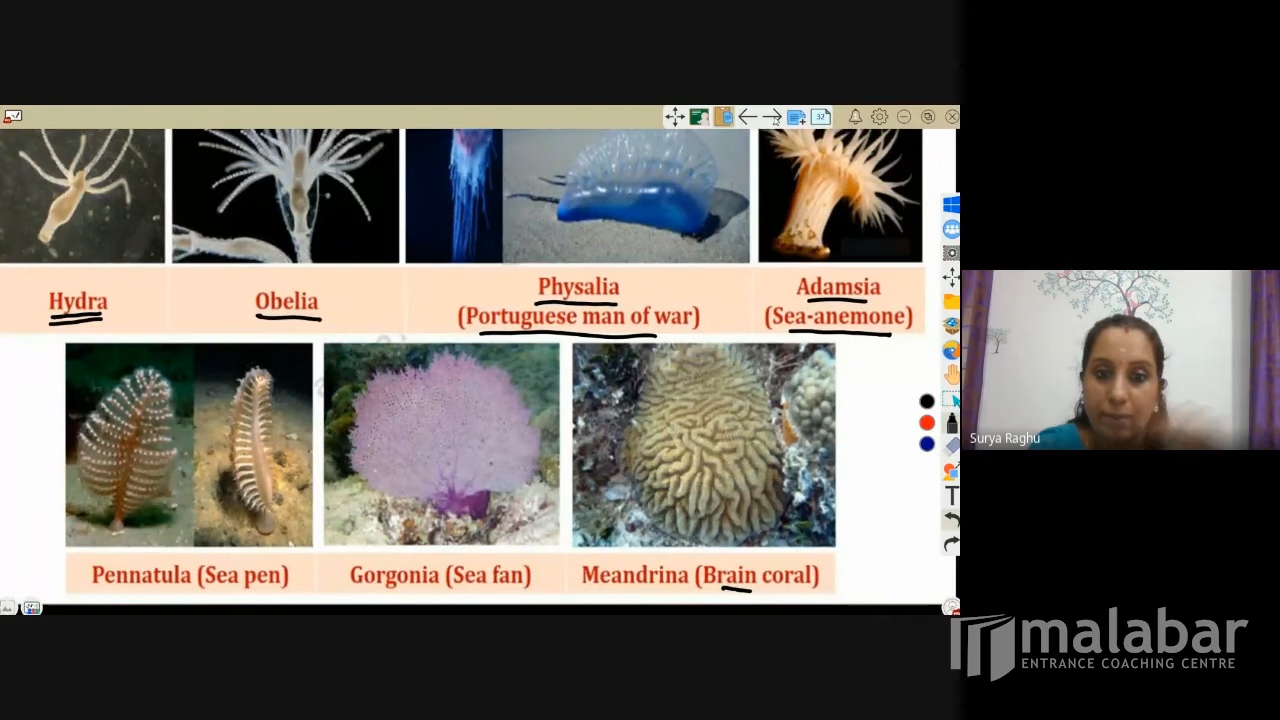 32
Hydra
Obelia
Physalia
(Portuguese man of war)
Adamsia
(Sea-anemone)
Pennatula (Sea pen)
Gorgonia (Sea fan)
Meandrina (Brain coral)
T
Surya Raghu
malabar
ENTRANCE COACHING CENTRE